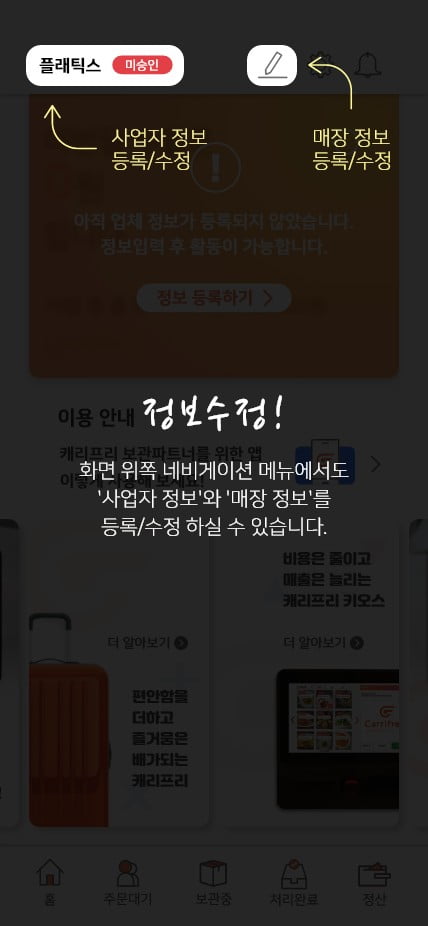 플래틱스 미승인
사업자 정보
등록/수정
매장 정보
등록/수정
!
아직 업체 정보가 등록되지 않았습니다.
정보입력 후 활동이 가능합니다.
정보 등록하기 >
이용 안내
정보수정!
캐리프리 보관파트너를 위한 앱
화면 위쪽 네비게이션 메뉴에서도
'사업자 정보'와 '매장 정보'를
등록/수정 하실 수 있습니다.
더 알아보기
편안함을
더하고
즐거움은
배가되는
캐리프리
비용은 줄이고
매출은 늘리는
캐리프리 키오스
더 알아보기
Carrifre
홈
주문대기
보관중
처리완료
정산